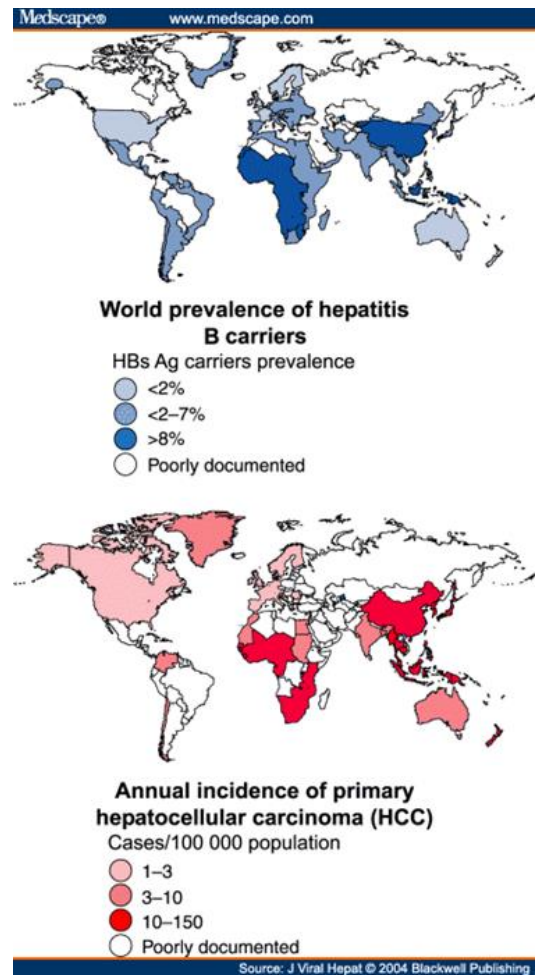 Medscape® www.medscape.com
World prevalence of hepatitis
B carriers
HBs Ag carriers prevalence
<2%
<2–7%
>8%
Poorly documented
Annual incidence of primary
hepatocellular carcinoma (HCC)
Cases/100 000 population
1–3
3–10
10–150
Poorly documented
Source: J Viral Hepat © 2004 Blackwell Publishing